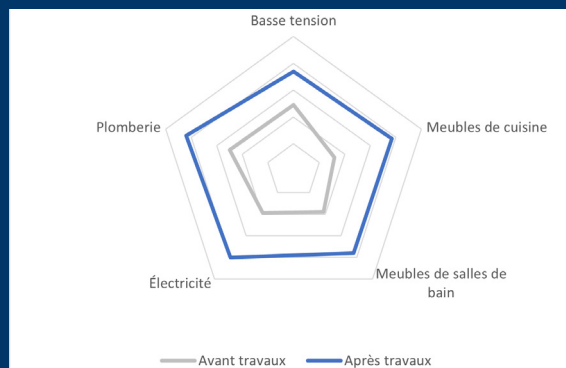 Basse tension
Plomberie
Meubles de cuisine
Électricité
Meubles de salles de
bain
Avant travaux
Après travaux